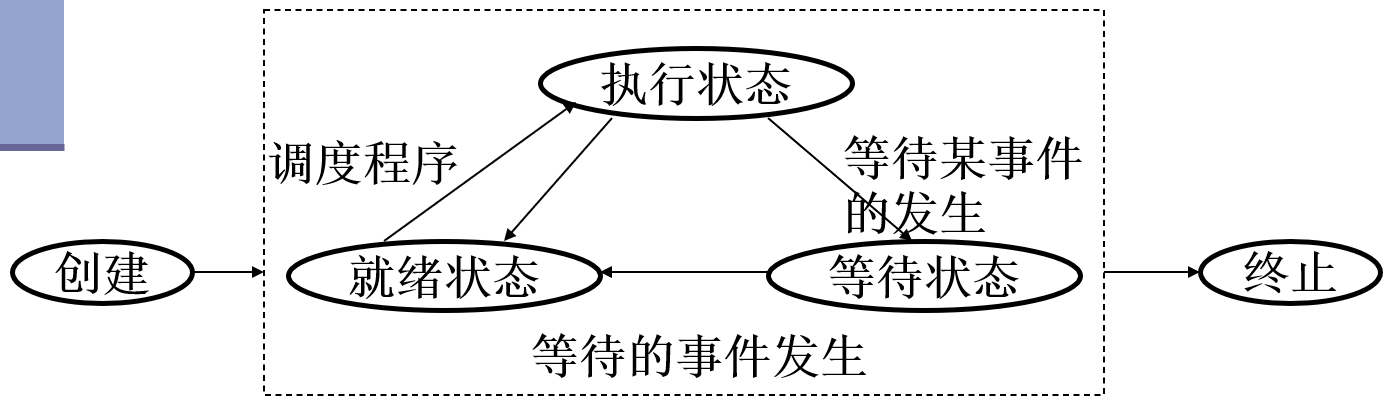 执行状态
调度程序
等待某事件
的发生
创建
就绪状态
等待状态
终止
等待的事件发生